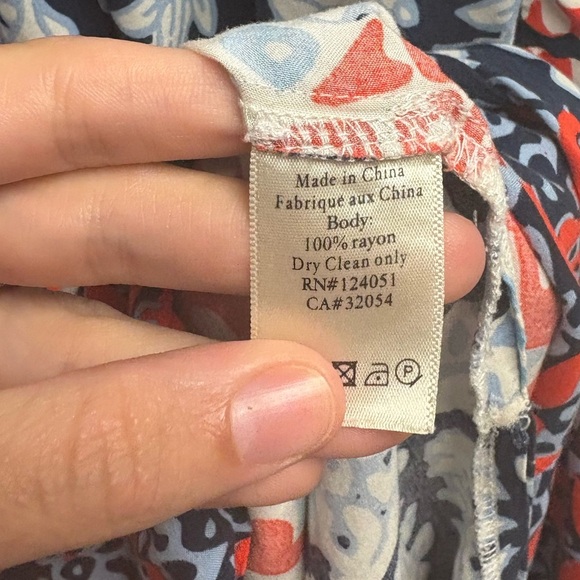 Made in China
Fabrique aux China
Body:
100% rayon
Dry Clean only
RN#124051
CA#32054
P